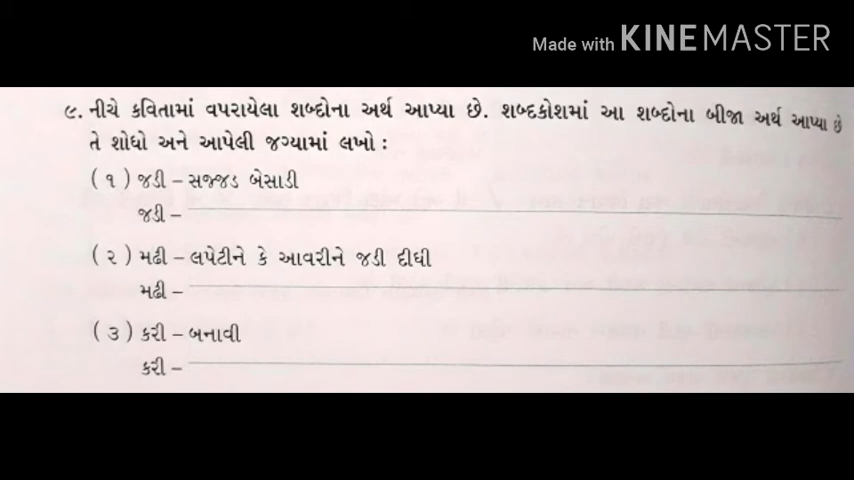 Made with KINEMASTER
૯. નીચે કવિતામાં વપરાયેલા શબ્દોના અર્થ આપ્યા છે. શબ્દકોશમાં આ શબ્દોના બીજા અર્થ આપ્યા છે
તે શોધો અને આપેલી જગ્યામાં લખો :
(૧) જડી – સજ્જડ બેસાડી
જડી –
(૨) મઢી – લપેટીને કે આવરીને જડી દીધી
મઢી –
(૩) કરી – બનાવી
કરી –